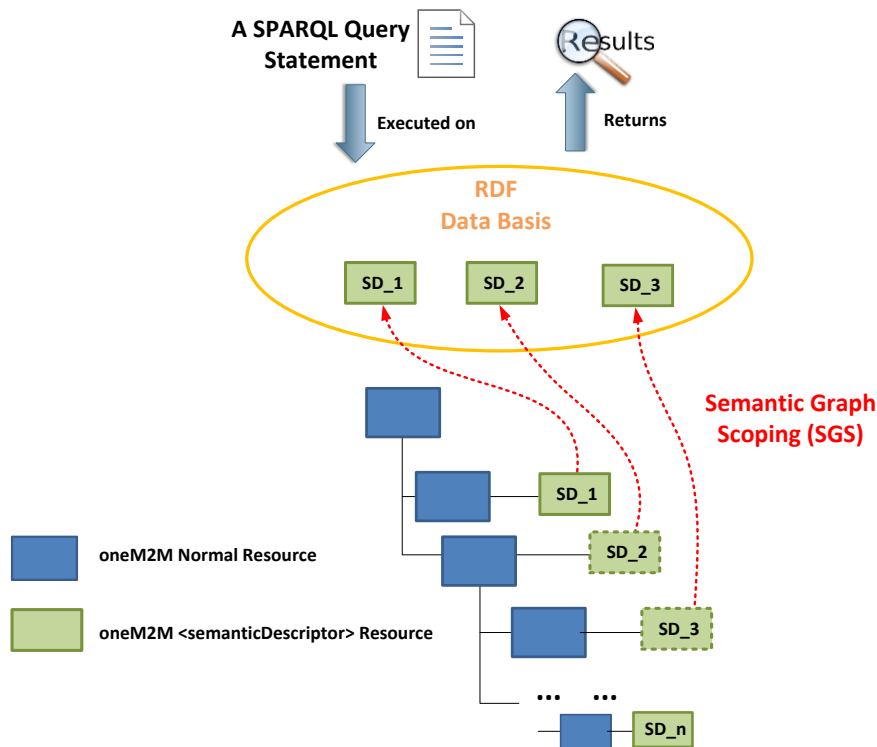 A SPARQL Query
Statement
Results
Executed on
Returns
RDF
Data Basis
SD_1
SD_2
SD_3
Semantic Graph
Scoping (SGS)
SD_1
SD_2
oneM2M Normal Resource
SD_3
oneM2M <semanticDescriptor> Resource
... ...
SD_n